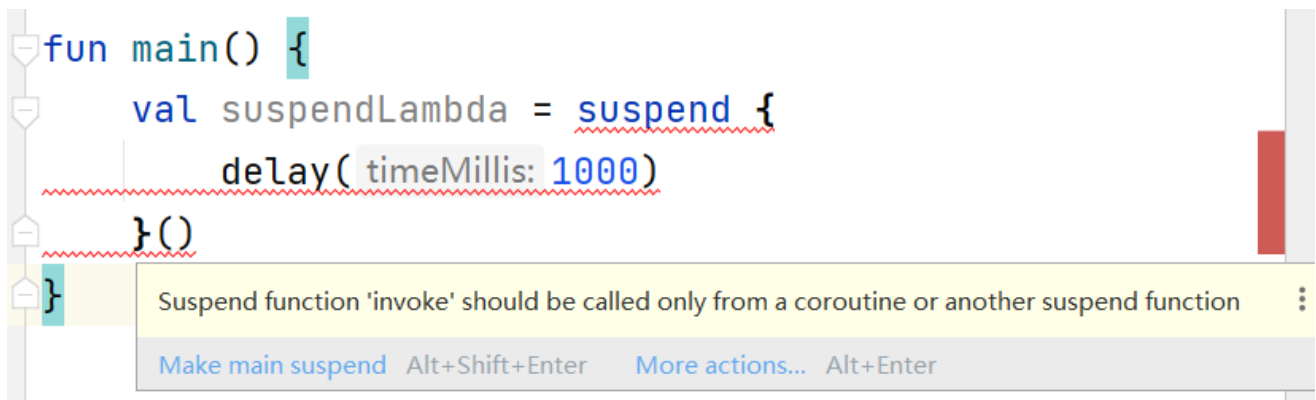 fun main() {
val suspendLambda = suspend {
delay( timeMillis: 1000)
}()
}
Suspend function 'invoke' should be called only from a coroutine or another suspend function
Make main suspend Alt+Shift+Enter More actions... Alt+Enter